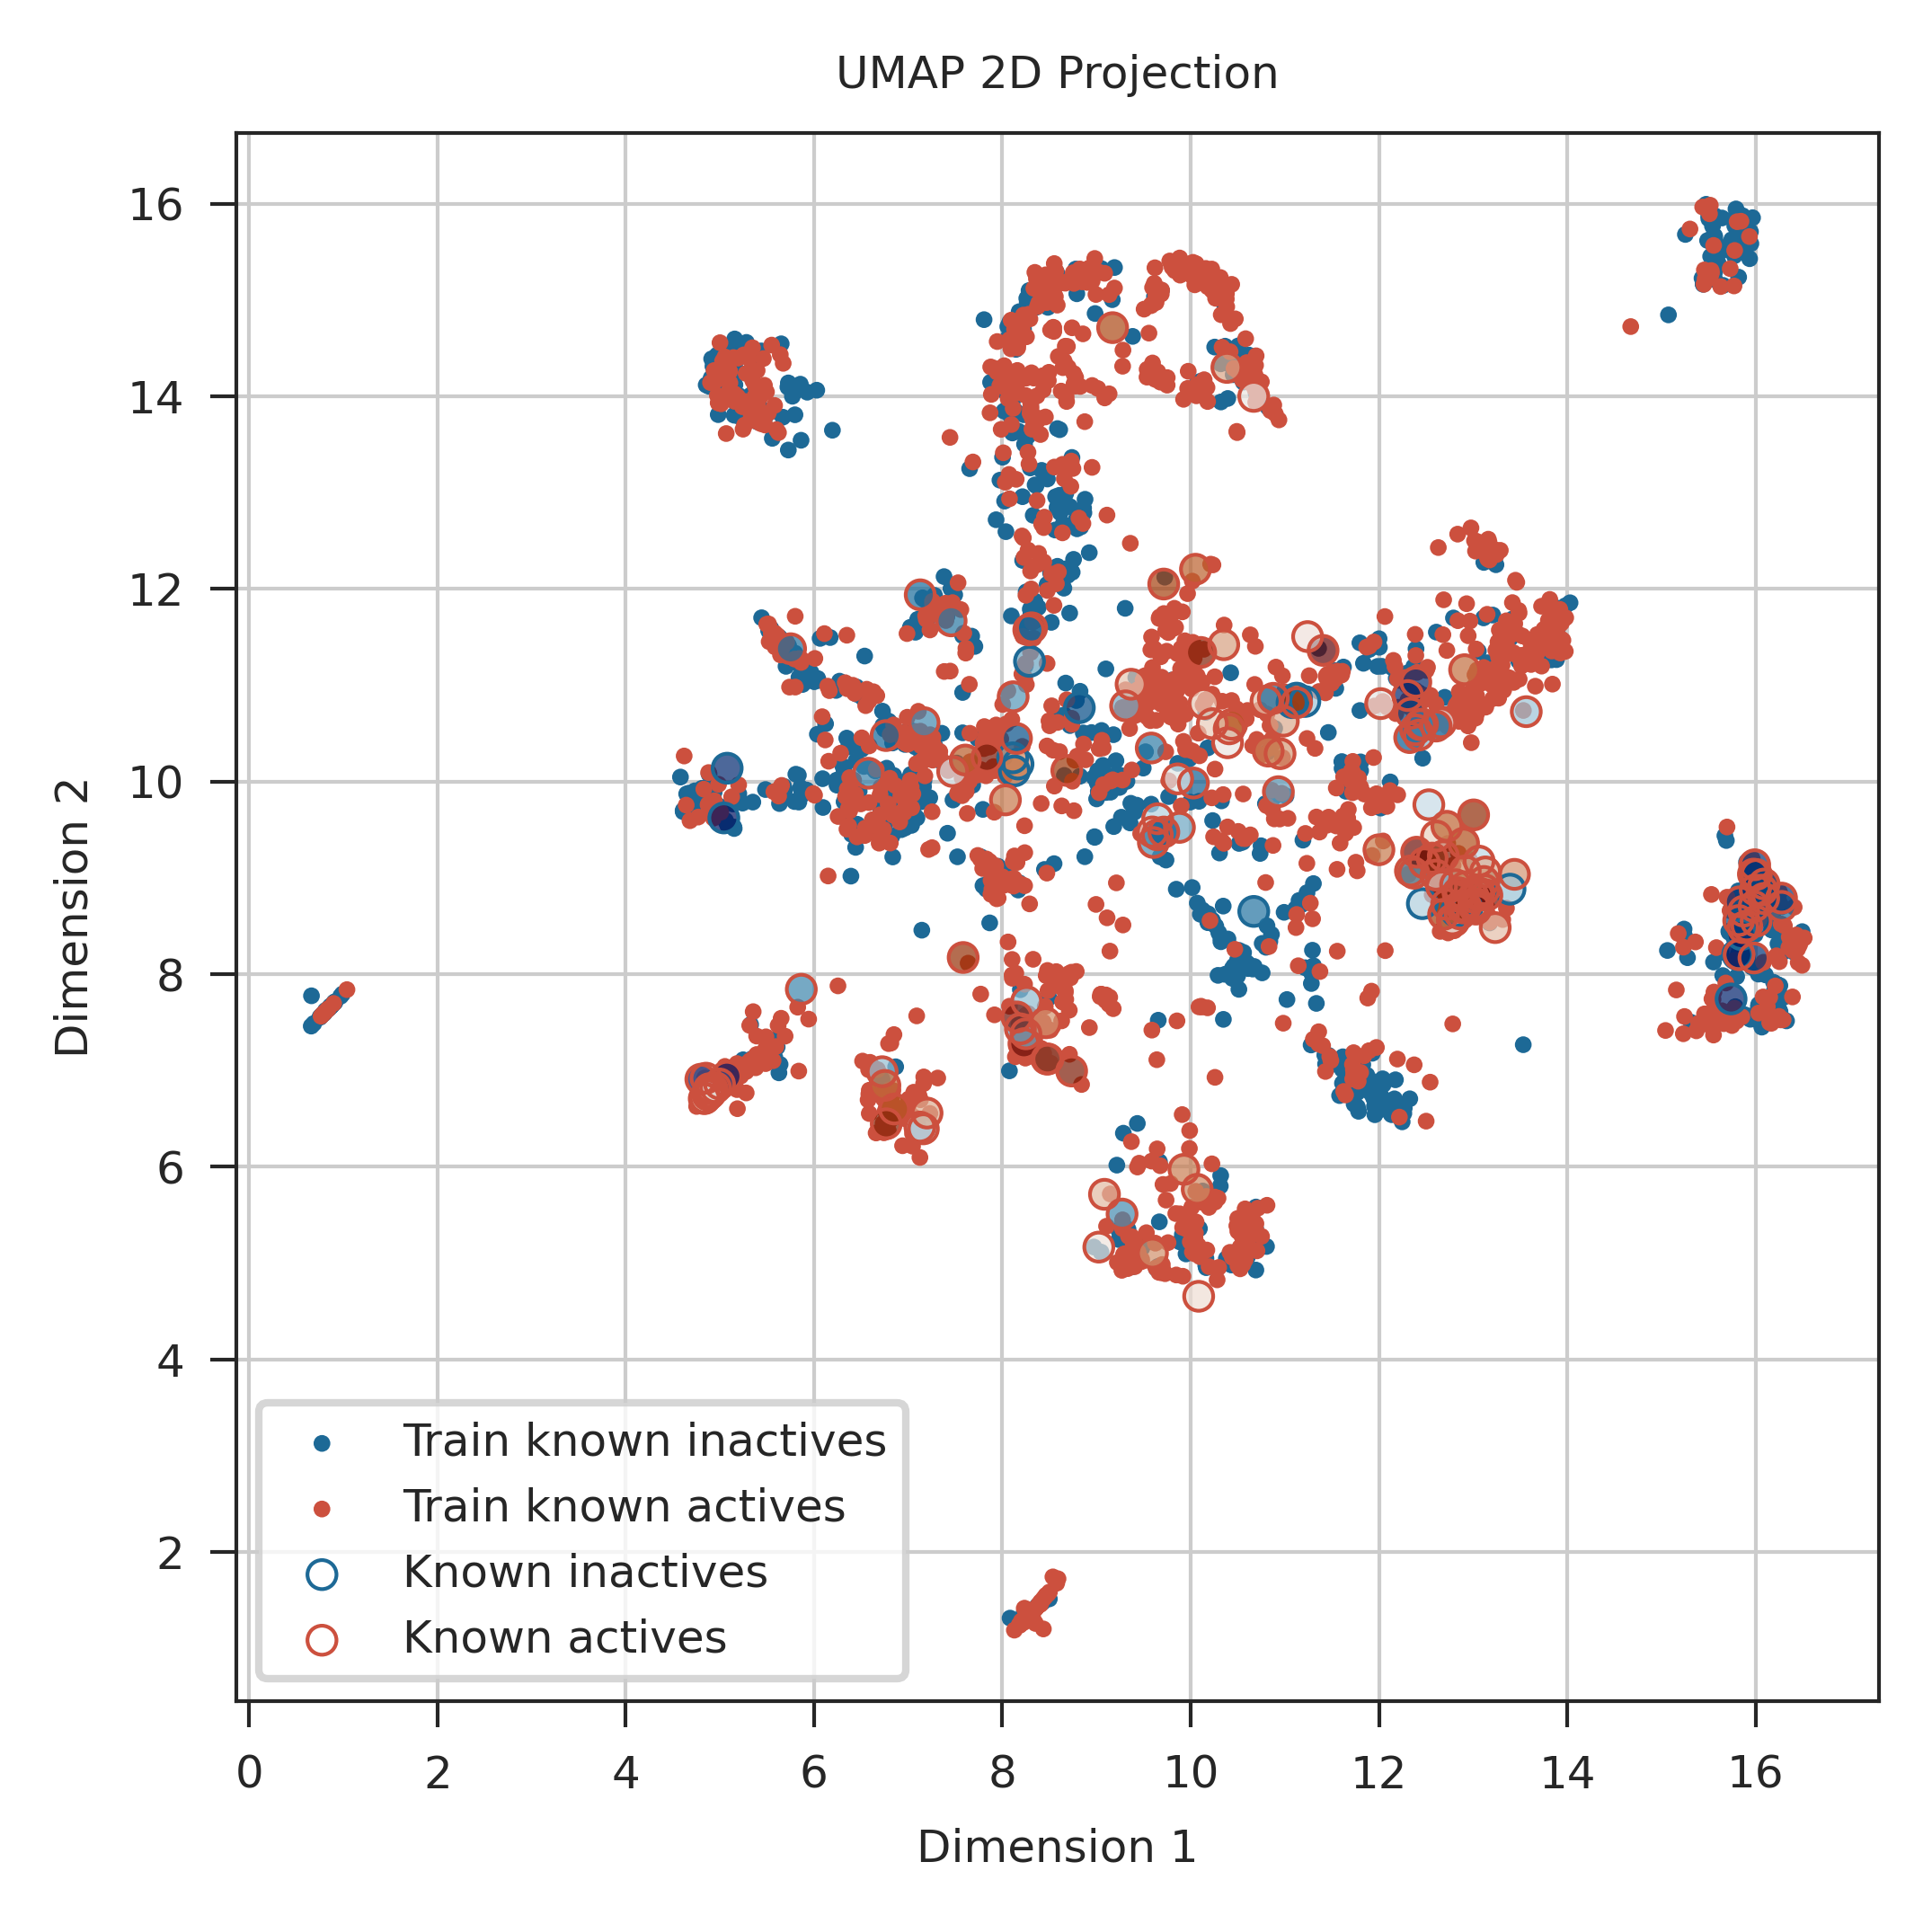 UMAP 2D Projection
16
14
12
10
8
6
4
2
Dimension 2
Train known inactives
Train known actives
Known inactives
Known actives
0 2 4 6 8 10 12 14 16
Dimension 1